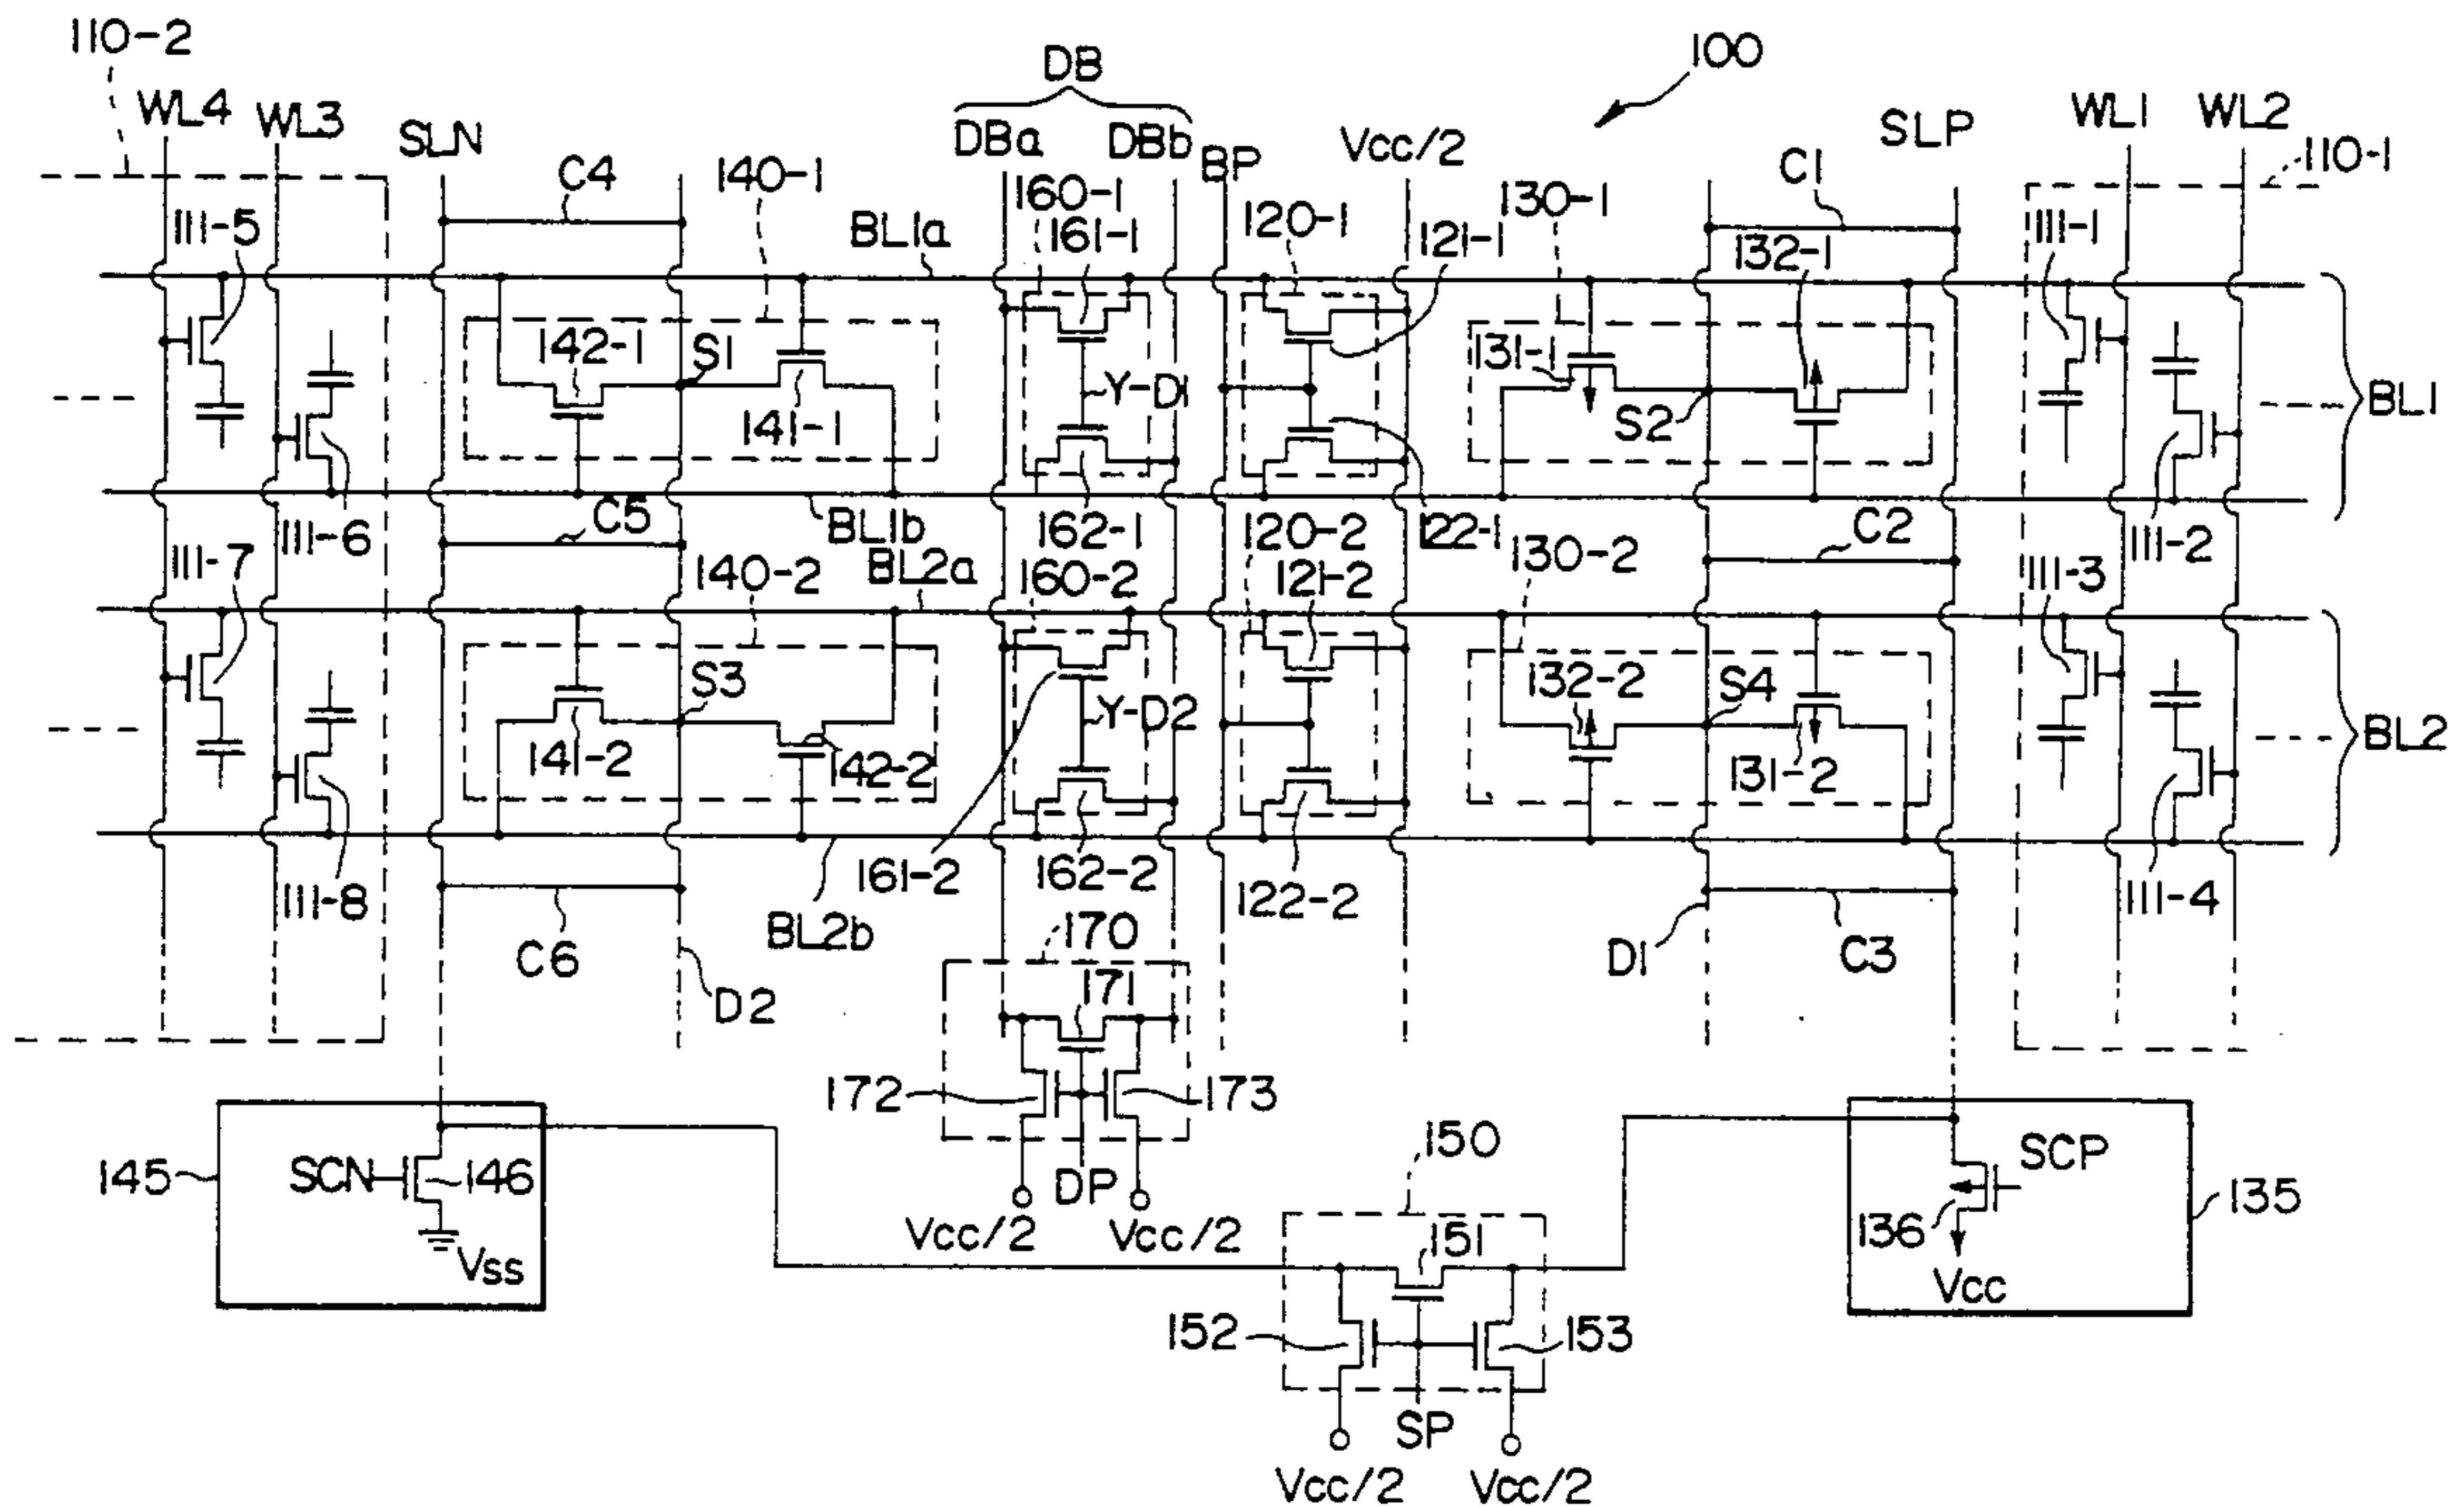 110-2
100
DB
WL4
WL3
SLN
DBa
DBb
BP
Vcc/2
SLP
WL1
WL2
110-1
C4
140-1
160-1
161-1
120-1
121-1
130-1
C1
132-1
111-1
111-5
BL1a
142-1
S1
141-1
Y-D1
131-1
S2
BL1
111-6
C5
BL1b
162-1
122-1
C2
111-2
111-7
140-2
BL2a
160-2
120-2
121-2
130-2
111-3
S3
Y-D2
132-2
S4
141-2
142-2
131-2
BL2
111-8
161-2
162-2
122-2
111-4
C6
BL2b
170
D1
C3
D2
171
172
173
145
SCN
146
DP
150
SCP
136
135
Vss
Vcc/2
Vcc/2
151
Vcc
152
153
SP
Vcc/2
Vcc/2